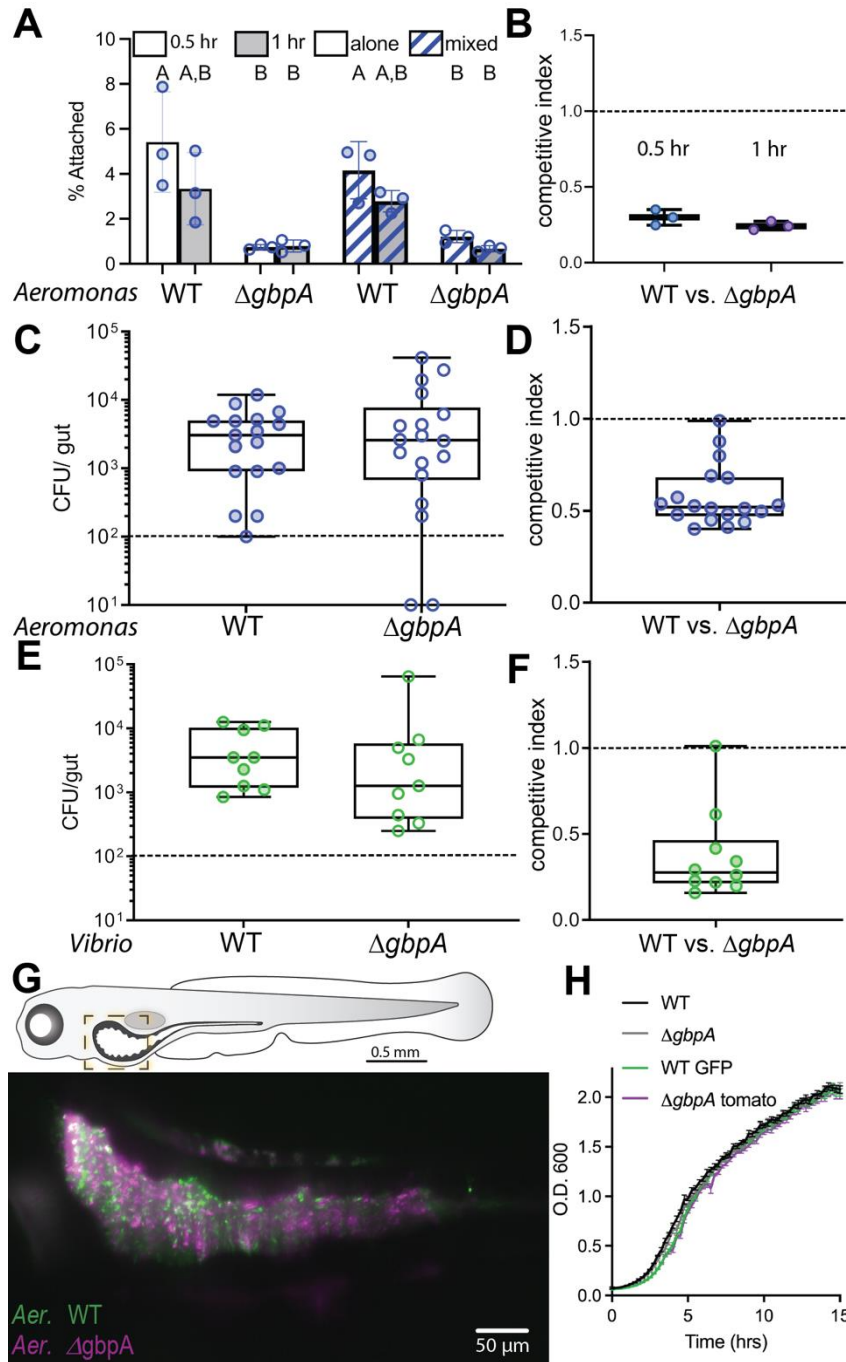 A
0.5 hr 1 hr alone mixed
A A,B B B A A,B B B
% Attached
10
8
6
4
2
0
Aeromonas WT ΔgbpA WT ΔgbpA
B
competitive index
1.5
1.0
0.5
0.0
0.5 hr 1 hr
WT vs. ΔgbpA
C
CFU/ gut
10⁵
10⁴
10³
10²
10¹
Aeromonas WT ΔgbpA
D
competitive index
1.5
1.0
0.5
0.0
WT vs. ΔgbpA
E
CFU/gut
10⁵
10⁴
10³
10²
10¹
Vibrio WT ΔgbpA
F
competitive index
1.5
1.0
0.5
0.0
WT vs. ΔgbpA
G
0.5 mm
Aer. WT
Aer. ΔgbpA
50 µm
H
WT
ΔgbpA
WT GFP
ΔgbpA tomato
O.D. 600
2.0
1.5
1.0
0.5
0.0
0 5 10 15
Time (hrs)